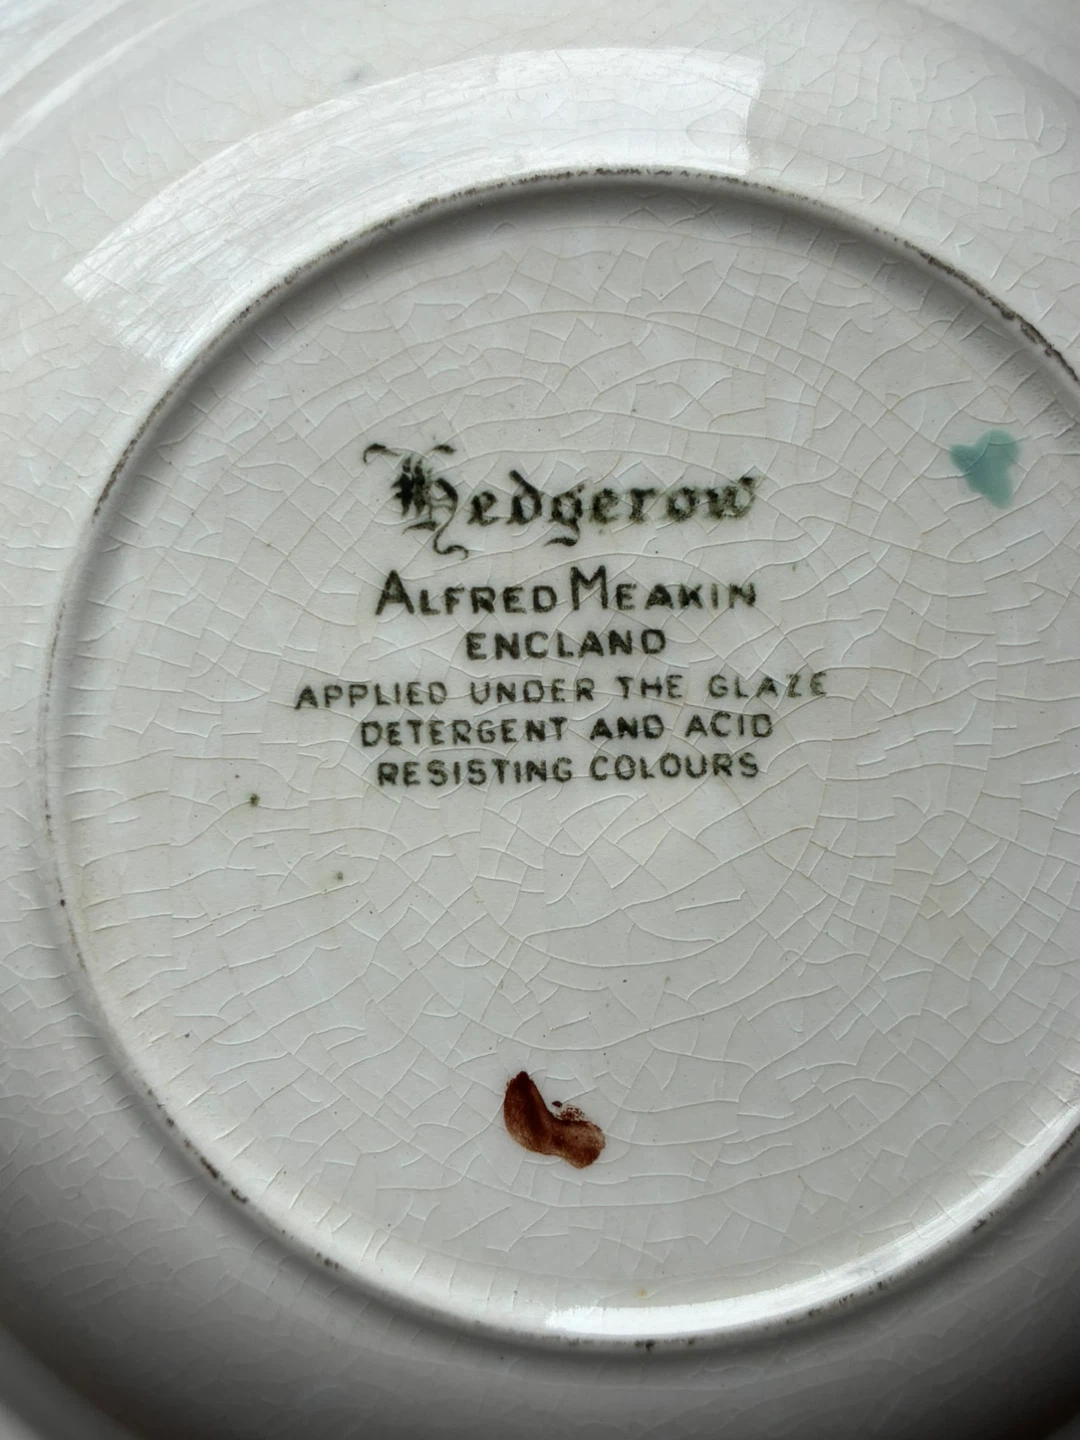 Hedgerow
ALFRED MEAKIN
ENGLAND
APPLIED UNDER THE GLAZE
DETERGENT AND ACID
RESISTING COLOURS